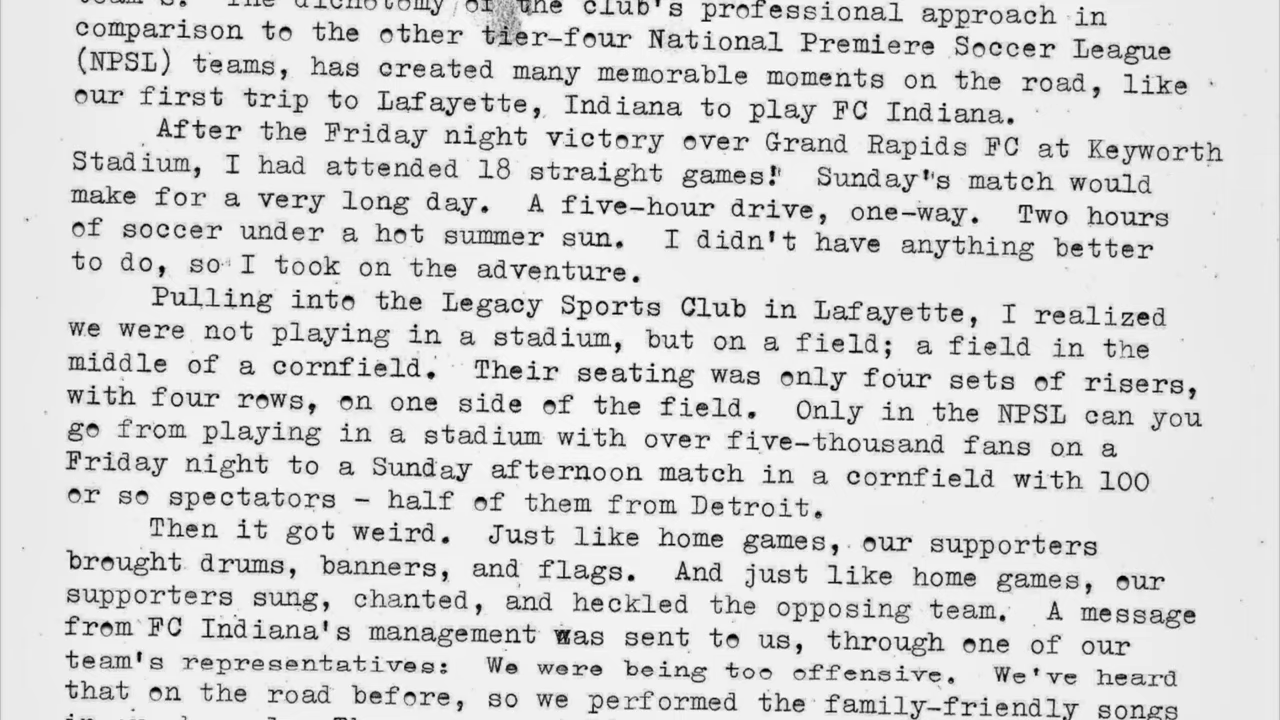 team's. The dichotomy of the club's professional approach in
comparison to the other tier-four National Premiere Soccer League
(NPSL) teams, has created many memorable moments on the road, like
our first trip to Lafayette, Indiana to play FC Indiana.
After the Friday night victory over Grand Rapids FC at Keyworth
Stadium, I had attended 18 straight games! Sunday"s match would
make for a very long day. A five-hour drive, one-way. Two hours
of soccer under a hot summer sun. I didn't have anything better
to do, so I took on the adventure.
Pulling into the Legacy Sports Club in Lafayette, I realized
we were not playing in a stadium, but on a field; a field in the
middle of a cornfield. Their seating was only four sets of risers,
with four rows, on one side of the field. Only in the NPSL can you
go from playing in a stadium with over five-thousand fans on a
Friday night to a Sunday afternoon match in a cornfield with 100
or so spectators - half of them from Detroit.
Then it got weird. Just like home games, our supporters
brought drums, banners, and flags. And just like home games, our
supporters sung, chanted, and heckled the opposing team. A message
from FC Indiana's management was sent to us, through one of our
team's representatives: We were being too offensive. We've heard
that on the road before, so we performed the family-friendly songs